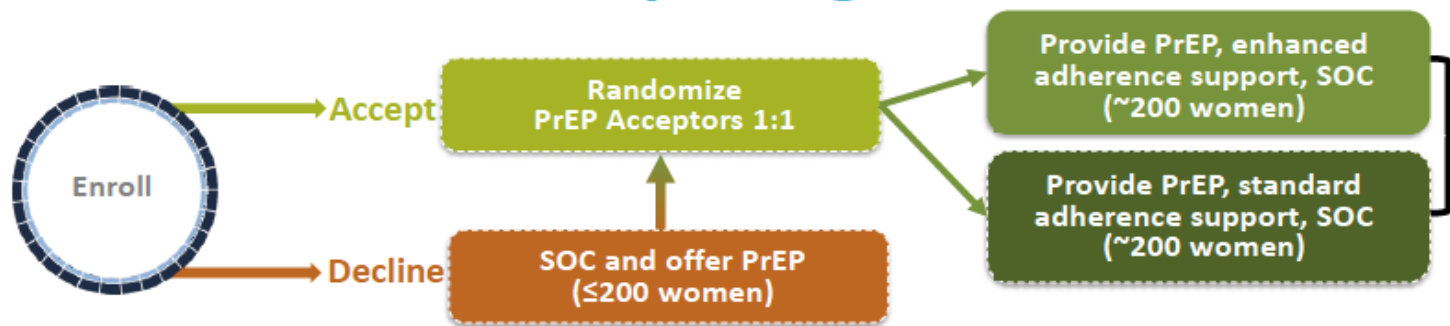 Enroll
Accept
Randomize
PrEP Acceptors 1:1
Provide PrEP, enhanced
adherence support, SOC
(~200 women)
Provide PrEP, standard
adherence support, SOC
(~200 women)
Decline
SOC and offer PrEP
(≤200 women)